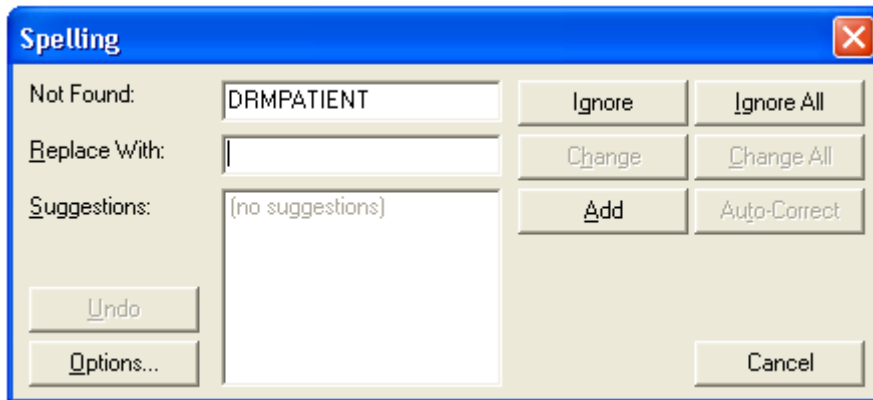 Spelling
Not Found: DRMPATIENT Ignore Ignore All
Replace With: Change Change All
Suggestions: (no suggestions) Add Auto-Correct
Undo
Options... Cancel